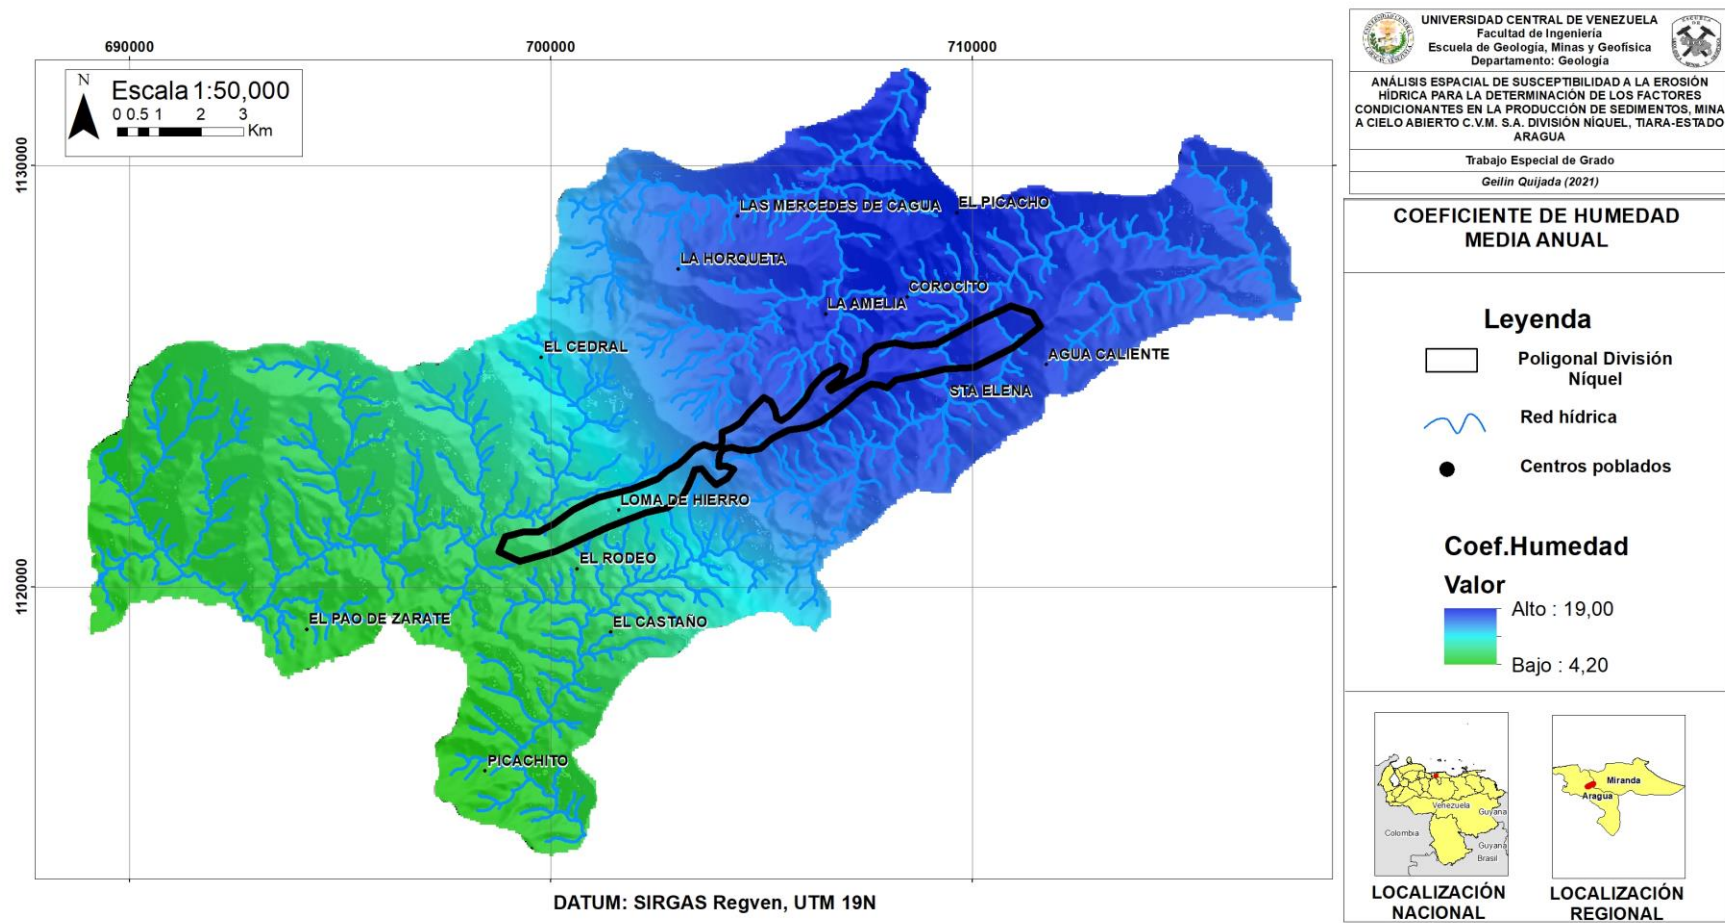 690000
700000
710000
1130000
1120000
N
Escala 1:50,000
0 0.5 1 2 3
Km
LAS MERCEDES DE CAGUA
EL PICACHO
LA HORQUETA
COROCITO
LA AMELIA
EL CEDRAL
AGUA CALIENTE
STA ELENA
LOMA DE HIERRO
EL RODEO
EL PAO DE ZARATE
EL CASTAÑO
PICACHITO
DATUM: SIRGAS Regven, UTM 19N
UNIVERSIDAD CENTRAL DE VENEZUELA
Facultad de Ingeniería
Escuela de Geología, Minas y Geofísica
Departamento: Geología
ANÁLISIS ESPACIAL DE SUSCEPTIBILIDAD A LA EROSIÓN
HÍDRICA PARA LA DETERMINACIÓN DE LOS FACTORES
CONDICIONANTES EN LA PRODUCCIÓN DE SEDIMENTOS, MINA
A CIELO ABIERTO C.V.M. S.A. DIVISIÓN NÍQUEL, TIARA-ESTADO
ARAGUA
Trabajo Especial de Grado
Geilin Quijada (2021)
COEFICIENTE DE HUMEDAD
MEDIA ANUAL
Leyenda
Poligonal División
Níquel
Red hídrica
Centros poblados
Coef.Humedad
Valor
Alto : 19,00
Bajo : 4,20
Venezuela
Guyana
Colombia
Guyana
Brasil
LOCALIZACIÓN
NACIONAL
Miranda
Aragua
LOCALIZACIÓN
REGIONAL